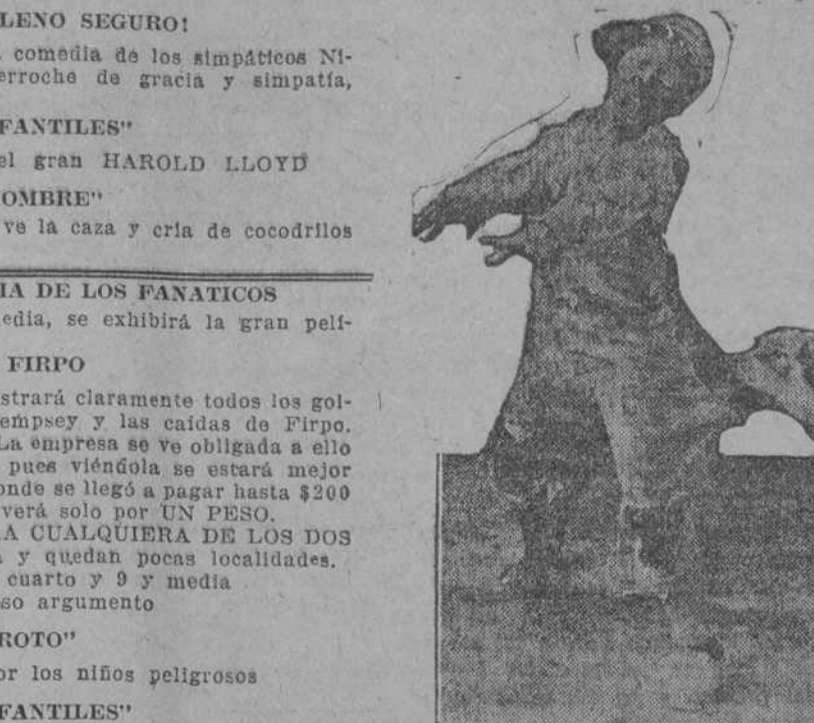 LENO SEGURO!
comedia de los simpáticos Ni-
erroche de gracia y simpatía,
FANTILES"
el gran HAROLD LLOYD
OMBRE"
ve la caza y cria de cocodrilos
IA DE LOS FANATICOS
edia, se exhibirá la gran pelí-
FIRPO
strará claramente todos los gol-
empsey y las caídas de Firpo.
La empresa se ve obligada a ello
pues viéndola se estará mejor
onde se llegó a pagar hasta $200
verá solo por UN PESO.
A CUALQUIERA DE LOS DOS
y quedan pocas localidades.
cuarto y 9 y media
so argumento
ROTO"
or los niños peligrosos
FANTILES"